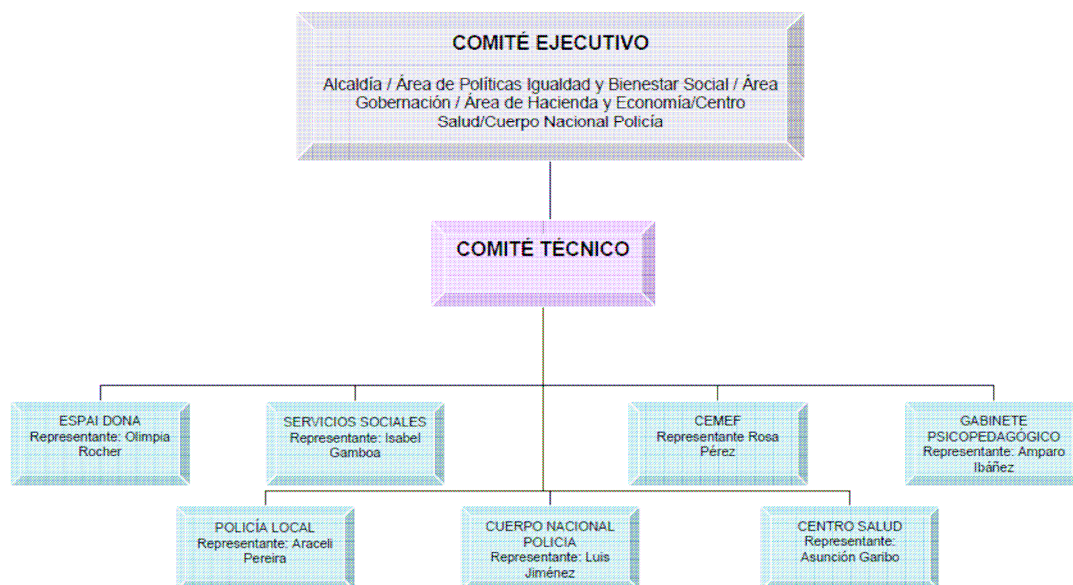 COMITÉ EJECUTIVO
Alcaldía / Área de Políticas Igualdad y Bienestar Social / Área
Gobernación / Área de Hacienda y Economía/Centro
Salud/Cuerpo Nacional Policía
COMITÉ TÉCNICO
ESPAI DONA
Representante: Olimpia
Rocher
SERVICIOS SOCIALES
Representante: Isabel
Gamboa
CEMEF
Representante Rosa
Pérez
GABINETE
PSICOPEDAGÓGICO
Representante: Amparo
Ibáñez
POLICÍA LOCAL
Representante: Araceli
Pereira
CUERPO NACIONAL
POLICIA
Representante: Luis
Jiménez
CENTRO SALUD
Representante:
Asunción Garibo